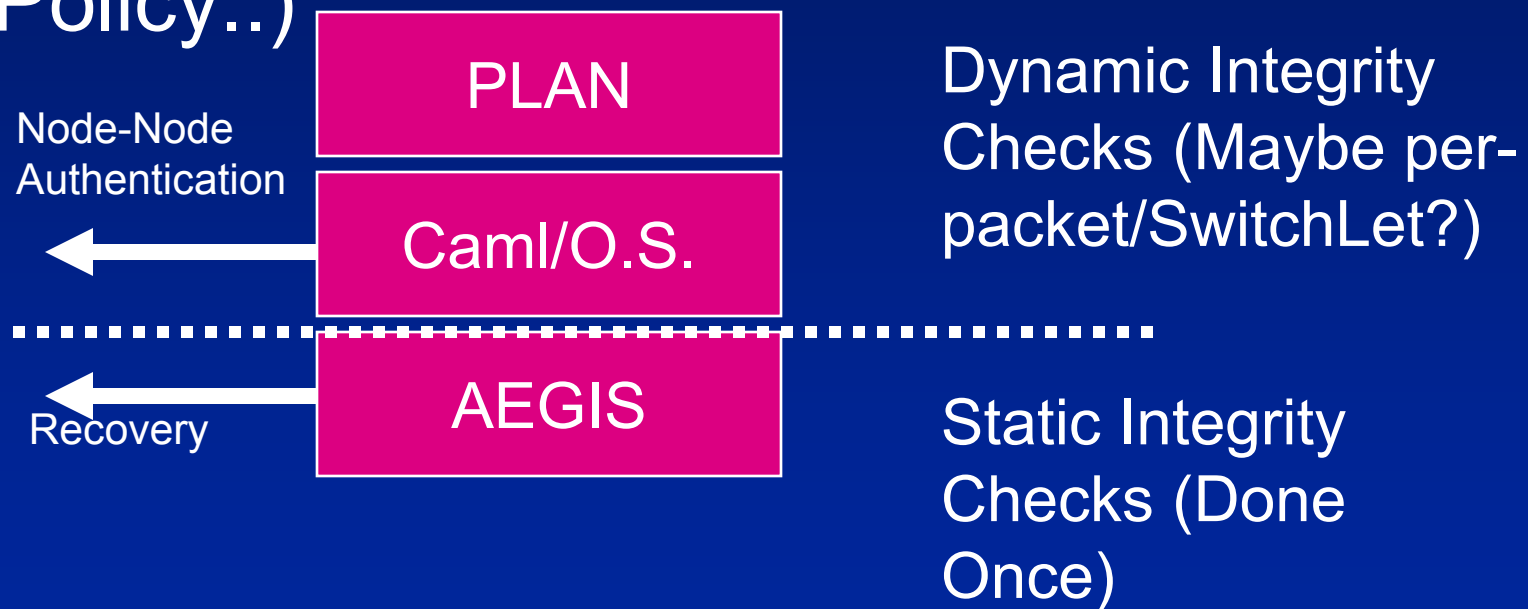 Policy..)
PLAN
Node-Node
Authentication
Caml/O.S.
Recovery
AEGIS
Dynamic Integrity
Checks (Maybe per-
packet/SwitchLet?)
Static Integrity
Checks (Done
Once)